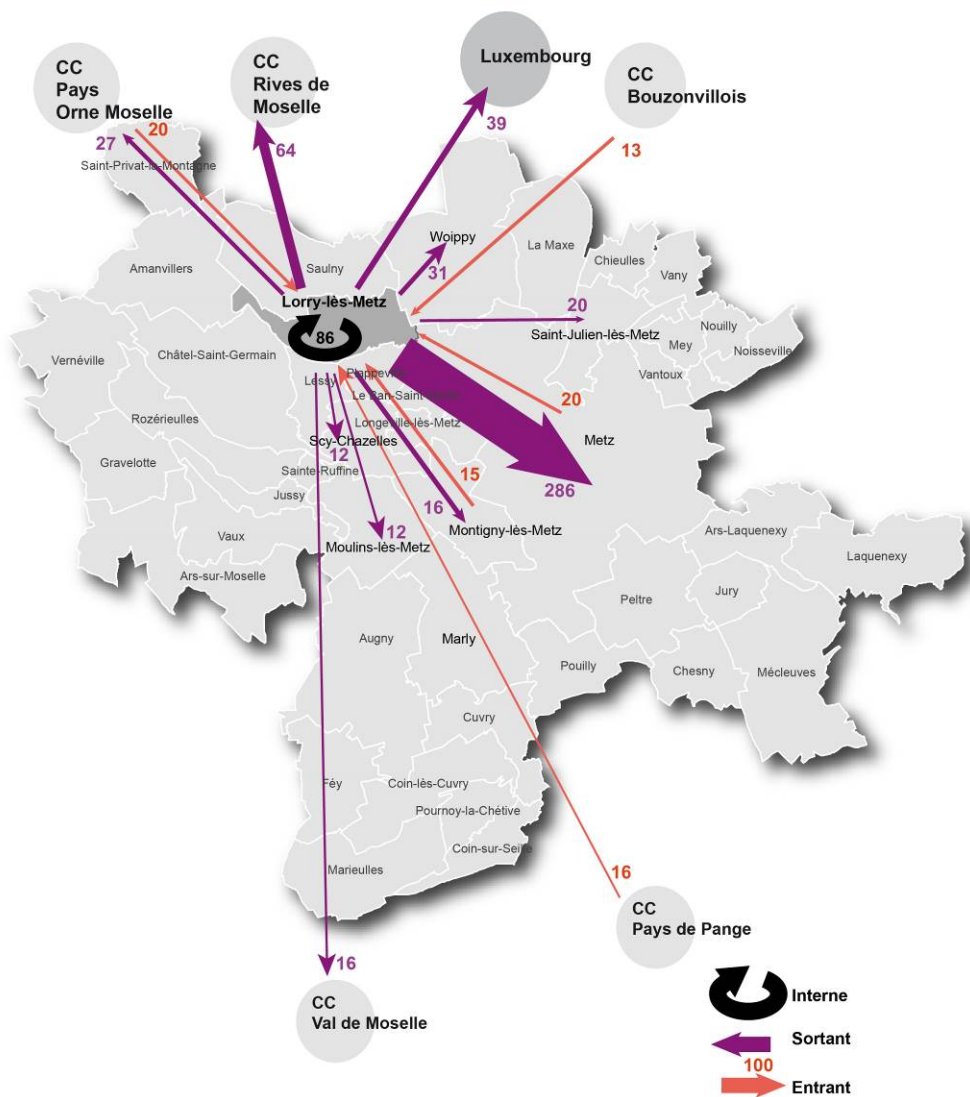 CC
Pays
Orne Moselle
CC
Rives de
Moselle
Luxembourg
CC
Bouzonvillois
27
20
64
39
13
Saint-Privat-la-Montagne
Woippy
La Maxe
Chieulles
Vany
Amanvillers
Saulny
31
Lorry-lès-Metz
20
Saint-Julien-lès-Metz
Nouilly
Mey
Noisseville
86
Vernéville
Châtel-Saint-Germain
Vantoux
Plappeville
Lessy
Le Ban-Saint-Martin
20
Rozérieulles
Longeville-lès-Metz
Metz
Scy-Chazelles
12
Gravelotte
Sainte-Ruffine
15
286
Jussy
16
Vaux
12
Montigny-lès-Metz
Moulins-lès-Metz
Ars-Laquenexy
Laquenexy
Ars-sur-Moselle
Jury
Peltre
Augny
Marly
Pouilly
Chesny
Mécleuves
Cuvry
Féy
Coin-lès-Cuvry
Pournoy-la-Chétive
Coin-sur-Seille
Marieulles
16
CC
Pays de Pange
16
CC
Val de Moselle
Interne
Sortant
100
Entrant